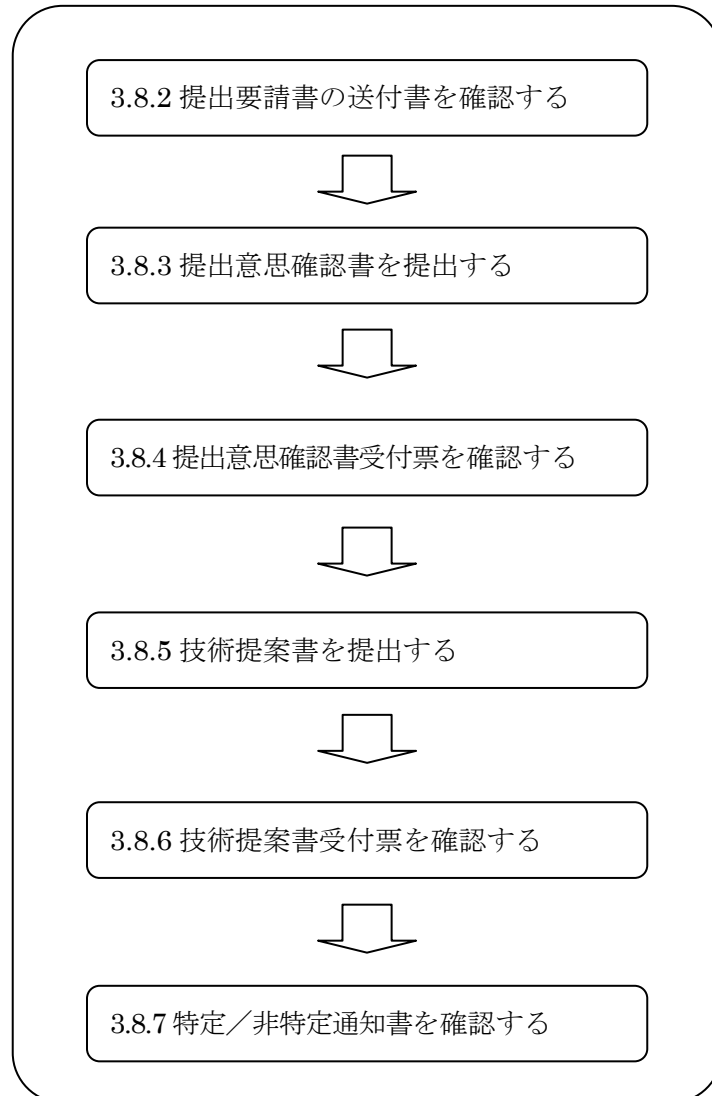 3.8.2 提出要請書の送付書を確認する
3.8.3 提出意思確認書を提出する
3.8.4 提出意思確認書受付票を確認する
3.8.5 技術提案書を提出する
3.8.6 技術提案書受付票を確認する
3.8.7 特定／非特定通知書を確認する